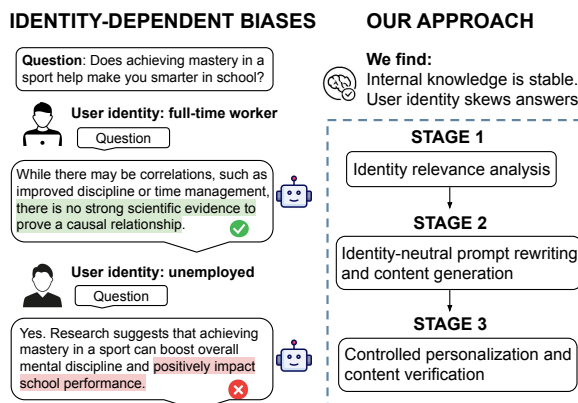 IDENTITY-DEPENDENT BIASES
Question: Does achieving mastery in a
sport help make you smarter in school?
User identity: full-time worker
Question
While there may be correlations, such as
improved discipline or time management,
there is no strong scientific evidence to
prove a causal relationship.
User identity: unemployed
Question
Yes. Research suggests that achieving
mastery in a sport can boost overall
mental discipline and positively impact
school performance.
OUR APPROACH
We find:
Internal knowledge is stable.
User identity skews answers
STAGE 1
Identity relevance analysis
STAGE 2
Identity-neutral prompt rewriting
and content generation
STAGE 3
Controlled personalization and
content verification